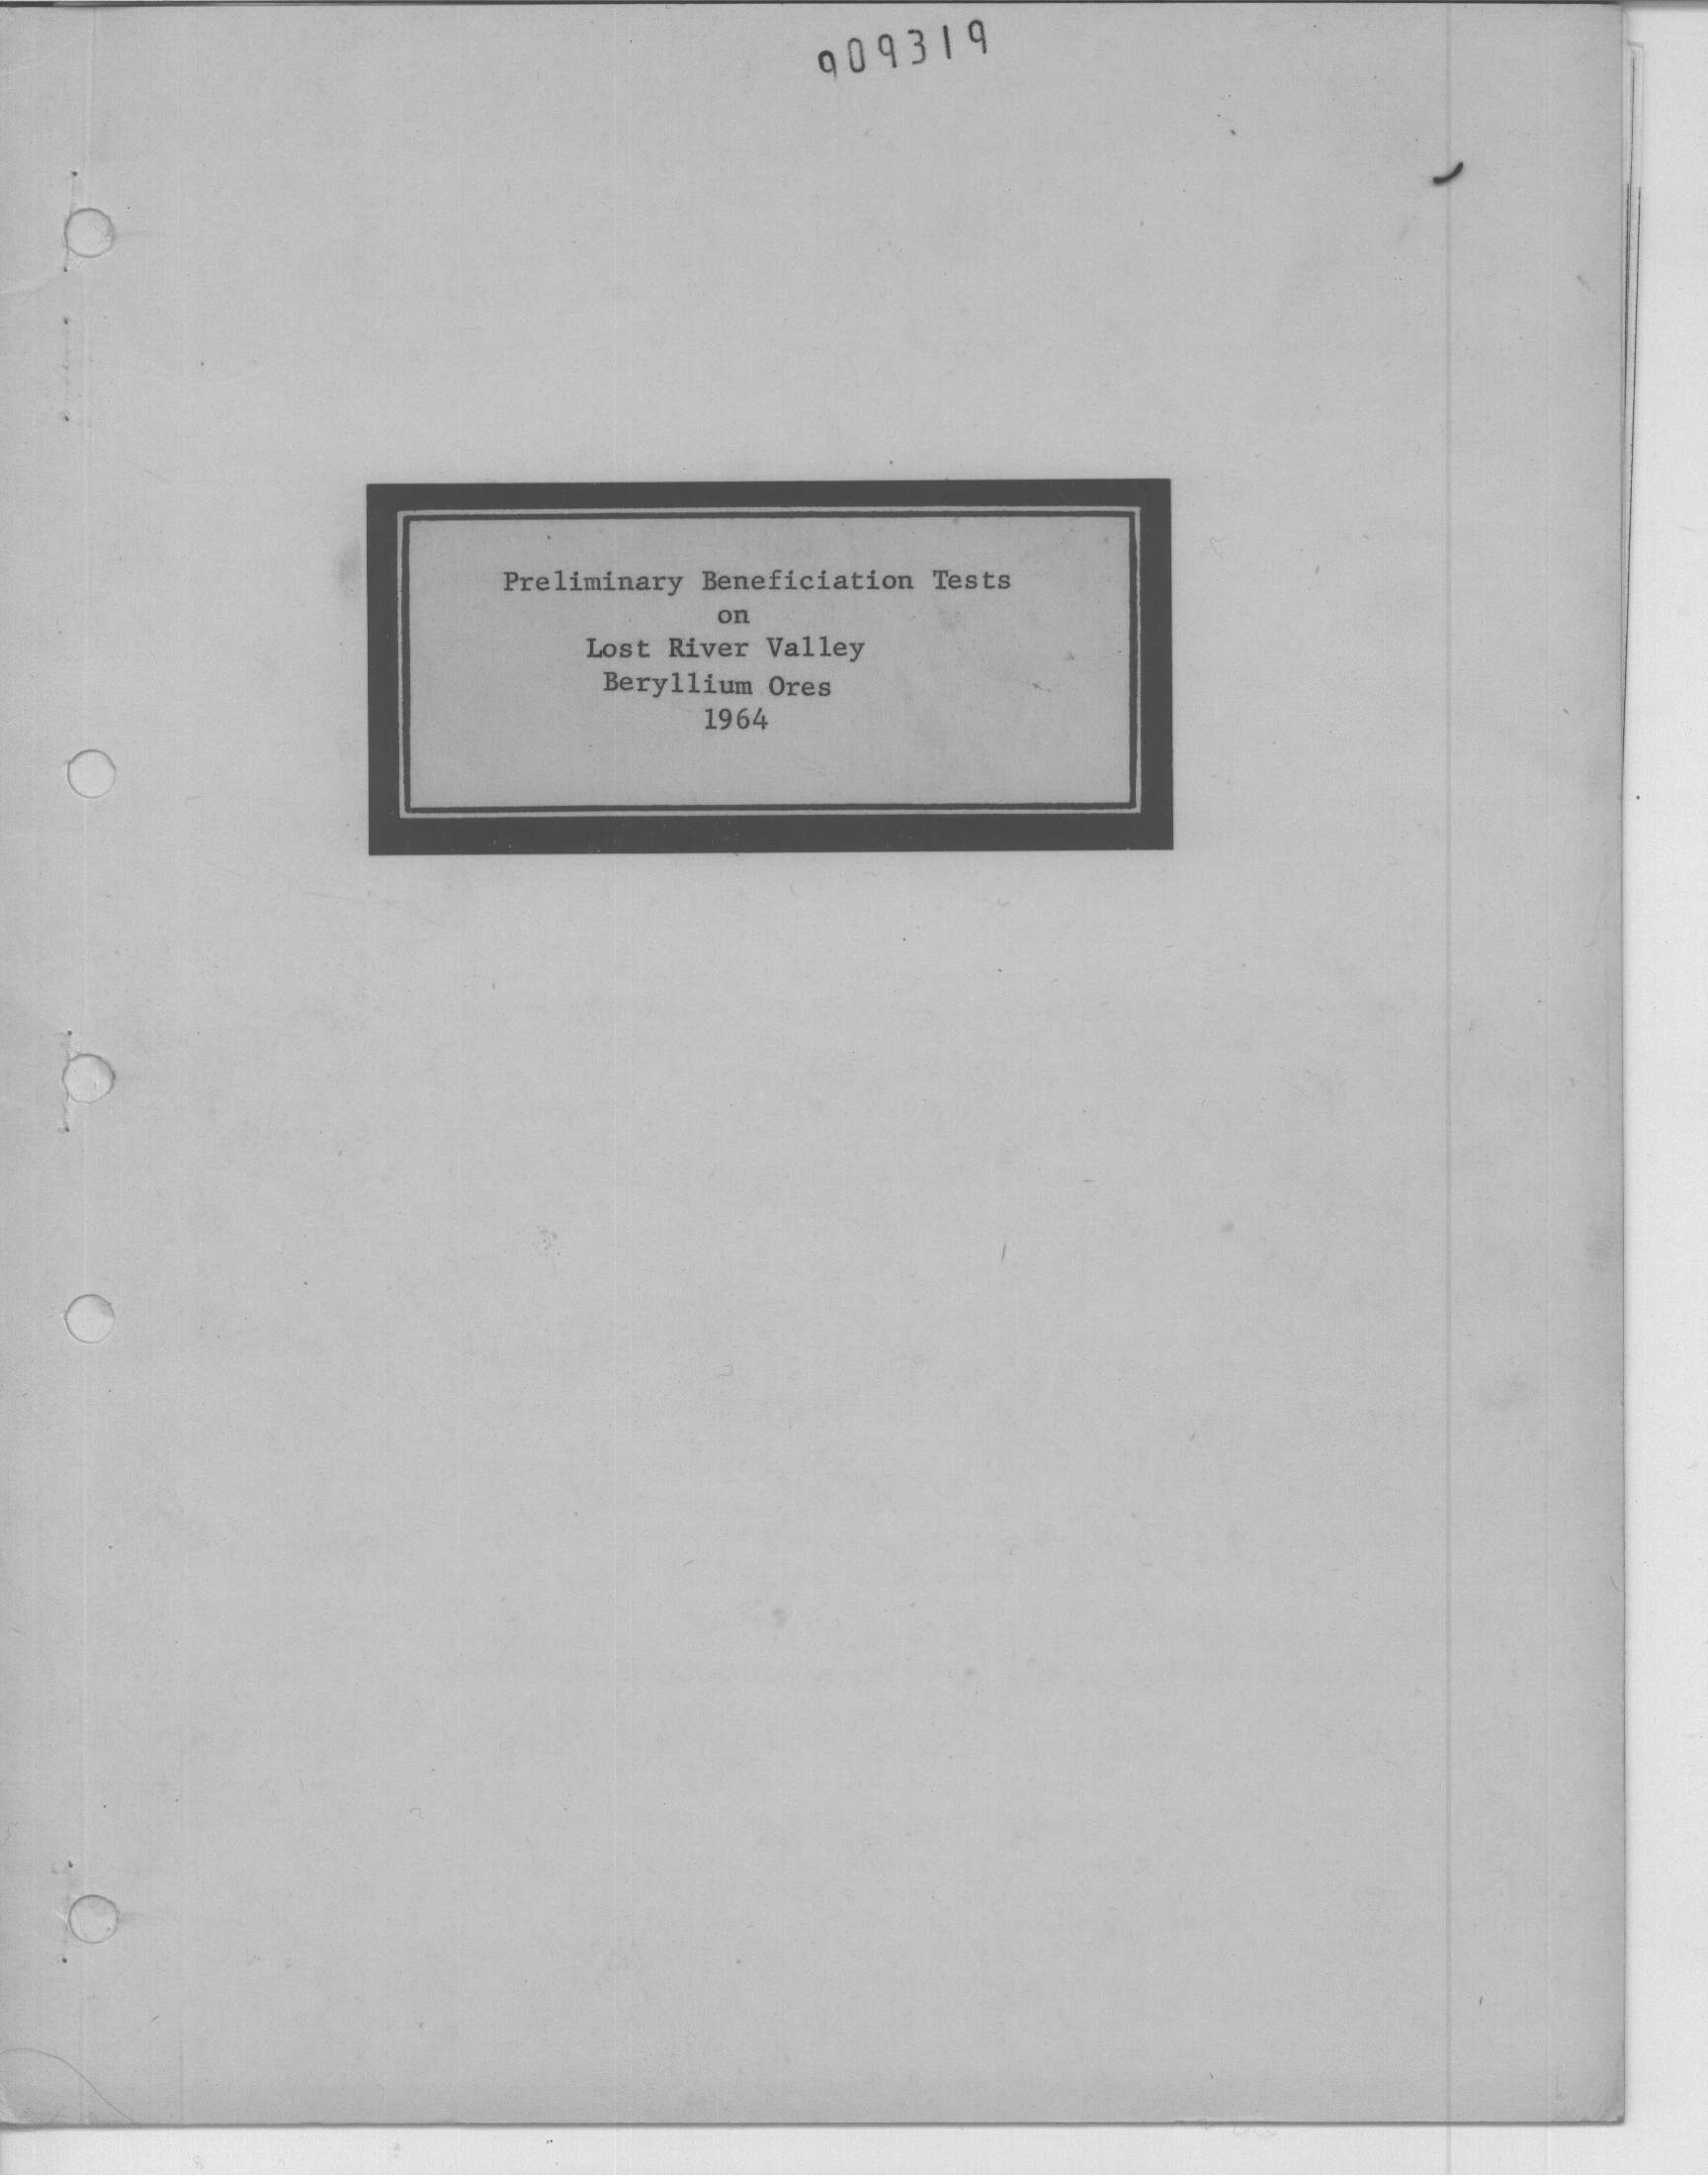 909319
Preliminary Beneficiation Tests
on
Lost River Valley
Beryllium Ores
1964